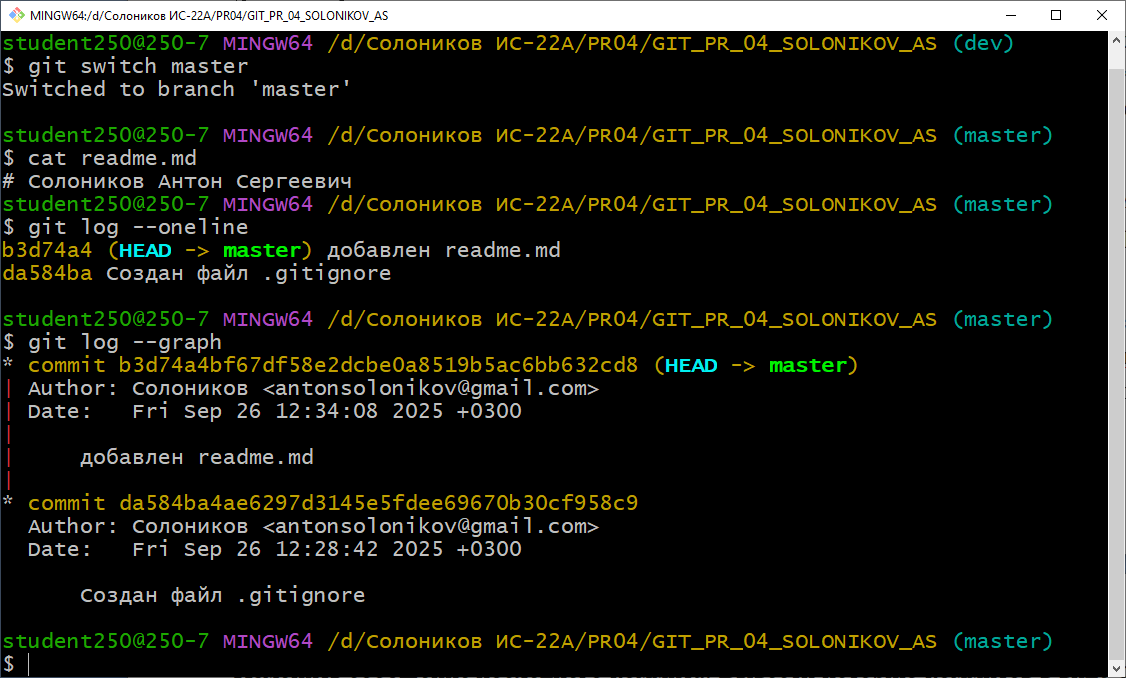 MINGW64:/d/Солоников ИС-22А/PR04/GIT_PR_04_SOLONIKOV_AS
student250@250-7 MINGW64 /d/Солоников ИС-22А/PR04/GIT_PR_04_SOLONIKOV_AS (dev)
$ git switch master
Switched to branch 'master'
student250@250-7 MINGW64 /d/Солоников ИС-22А/PR04/GIT_PR_04_SOLONIKOV_AS (master)
$ cat readme.md
# Солоников Антон Сергеевич
student250@250-7 MINGW64 /d/Солоников ИС-22А/PR04/GIT_PR_04_SOLONIKOV_AS (master)
$ git log --oneline
b3d74a4 (HEAD -> master) добавлен readme.md
da584ba Создан файл .gitignore
student250@250-7 MINGW64 /d/Солоников ИС-22А/PR04/GIT_PR_04_SOLONIKOV_AS (master)
$ git log --graph
* commit b3d74a4bf67df58e2dcbe0a8519b5ac6bb632cd8 (HEAD -> master)
| Author: Солоников <antonsolonikov@gmail.com>
| Date:   Fri Sep 26 12:34:08 2025 +0300
|
|     добавлен readme.md
|
* commit da584ba4ae6297d3145e5fdee69670b30cf958c9
  Author: Солоников <antonsolonikov@gmail.com>
  Date:   Fri Sep 26 12:28:42 2025 +0300
      Создан файл .gitignore
student250@250-7 MINGW64 /d/Солоников ИС-22А/PR04/GIT_PR_04_SOLONIKOV_AS (master)
$